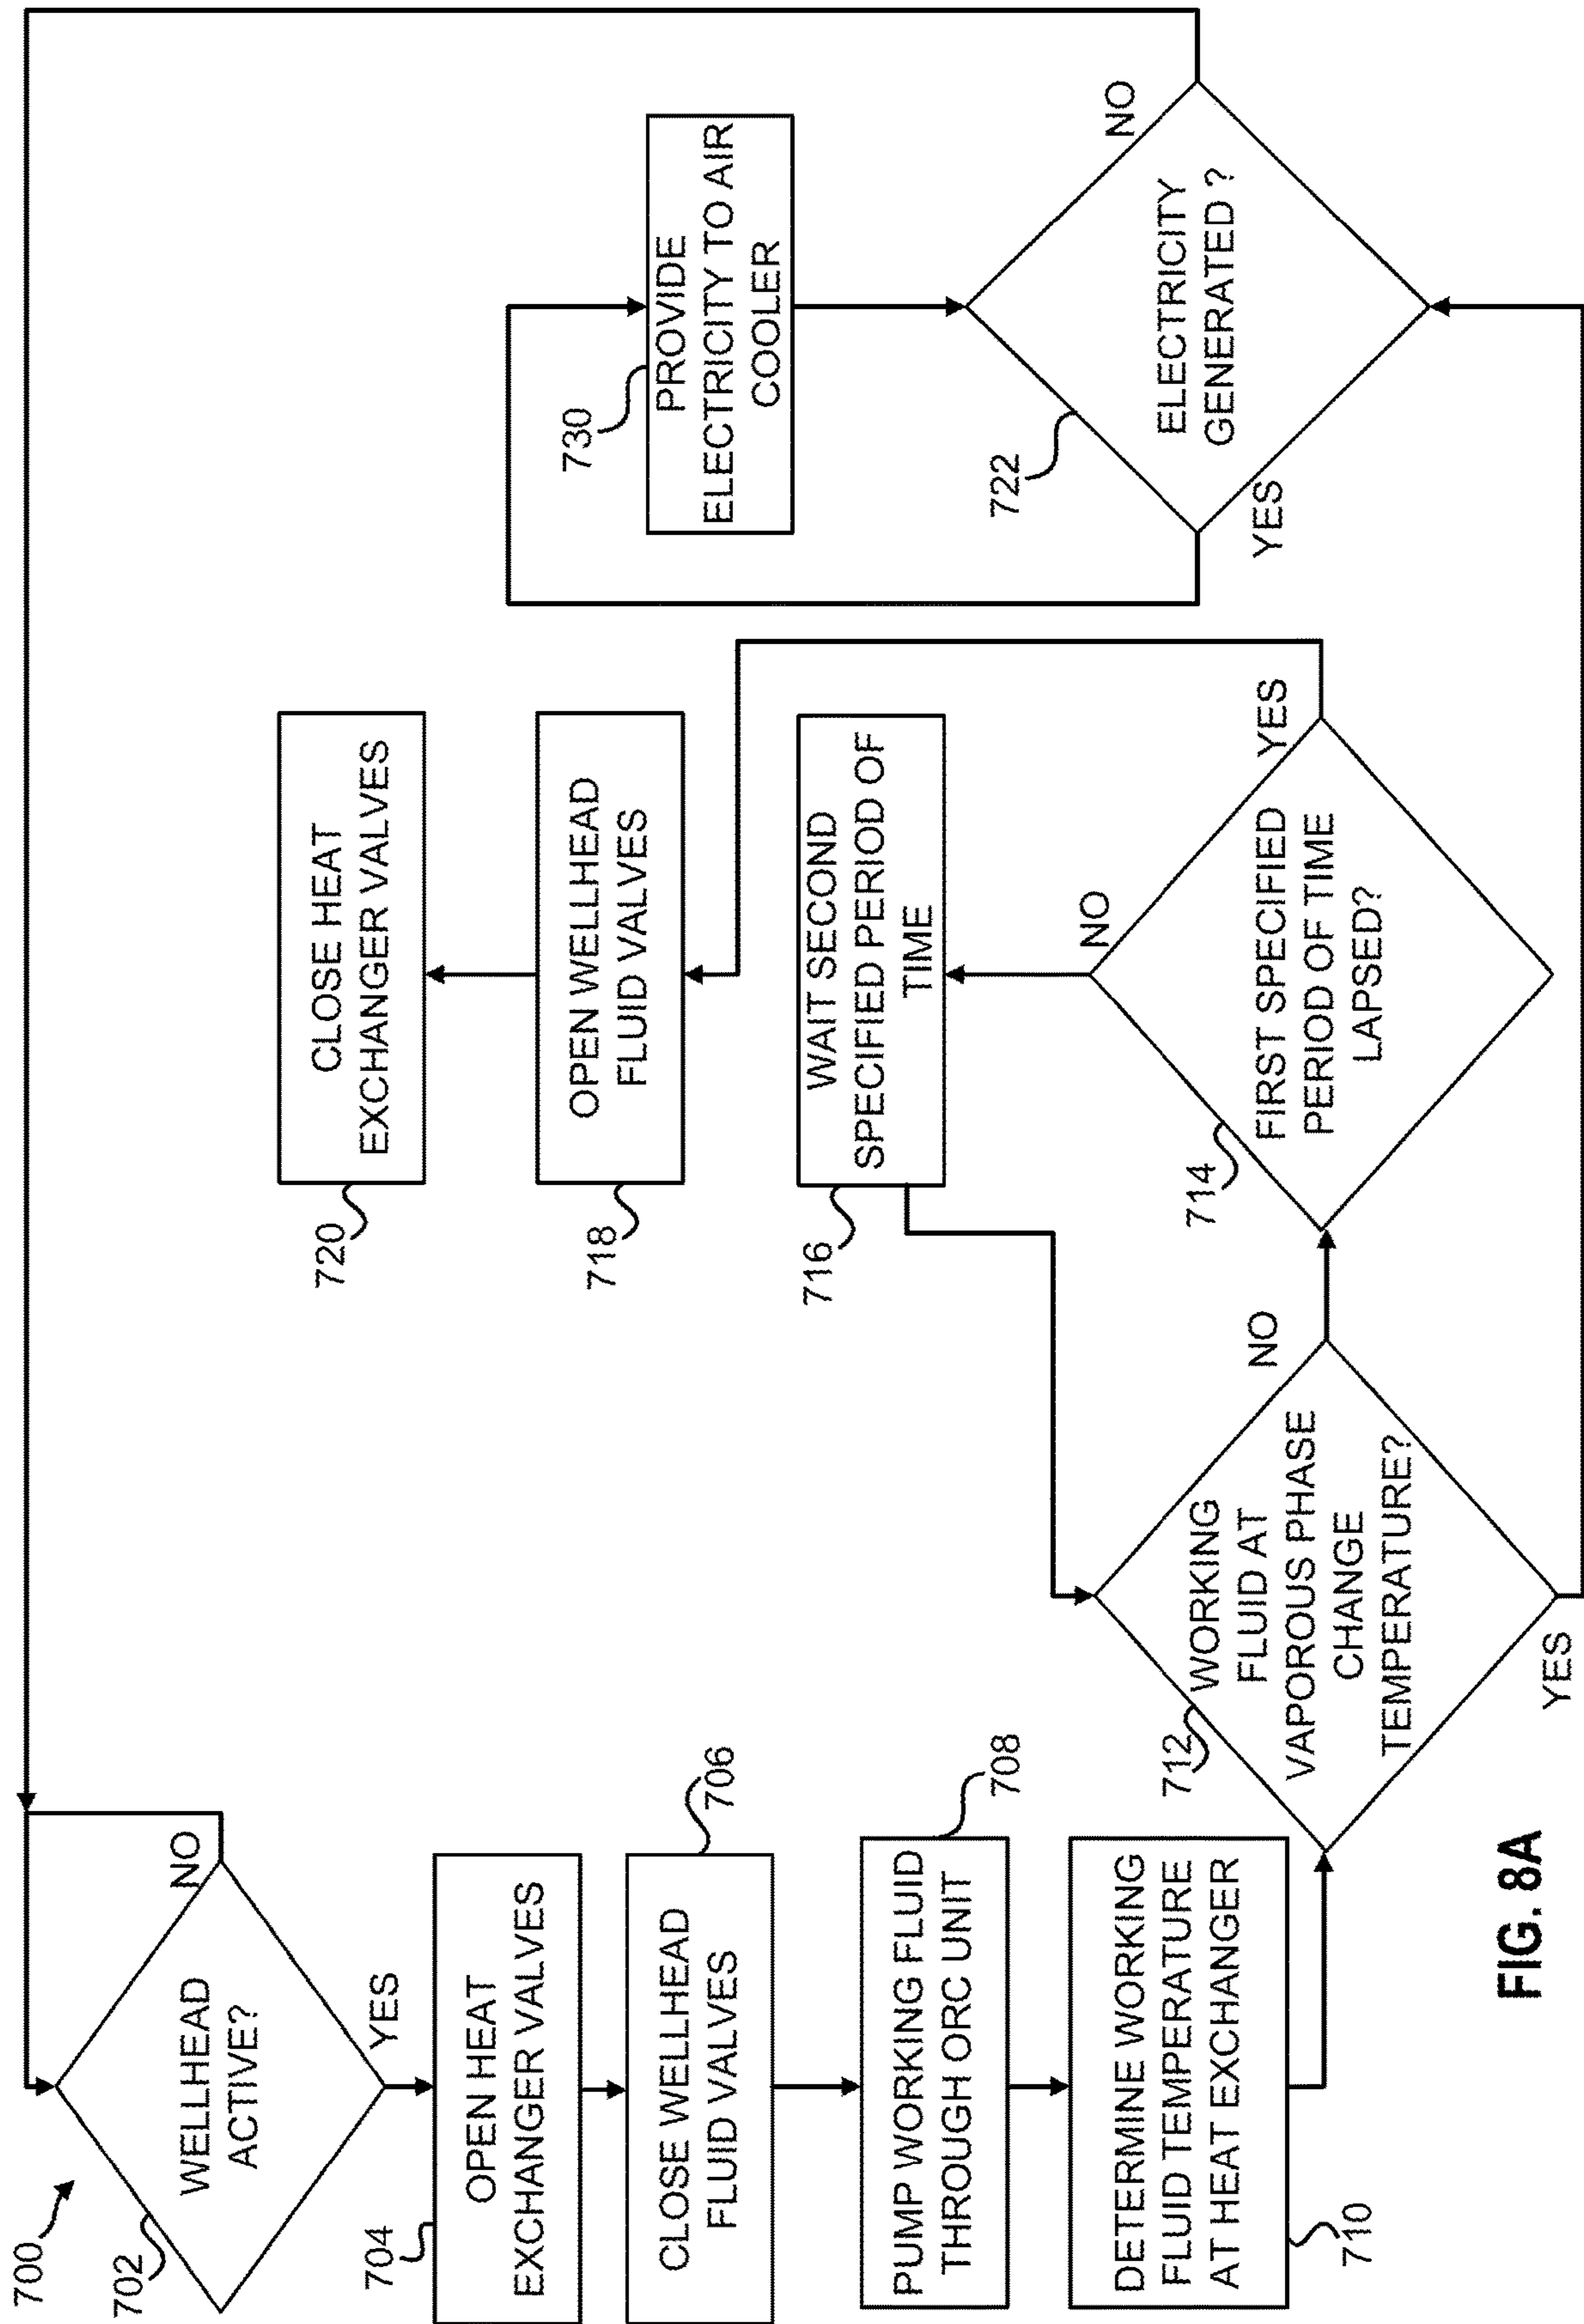 700
702
WELLHEAD
ACTIVE?
NO
YES
704
OPEN HEAT
EXCHANGER VALVES
706
CLOSE WELLHEAD
FLUID VALVES
708
PUMP WORKING FLUID
THROUGH ORC UNIT
710
DETERMINE WORKING
FLUID TEMPERATURE
AT HEAT EXCHANGER
712
WORKING
FLUID AT
VAPOROUS PHASE
CHANGE
TEMPERATURE?
NO
YES
714
FIRST SPECIFIED
PERIOD OF TIME
LAPSED?
NO
YES
716
WAIT SECOND
SPECIFIED PERIOD OF
TIME
718
OPEN WELLHEAD
FLUID VALVES
720
CLOSE HEAT
EXCHANGER VALVES
722
ELECTRICITY
GENERATED ?
YES
NO
730
PROVIDE
ELECTRICITY TO AIR
COOLER
FIG. 8A